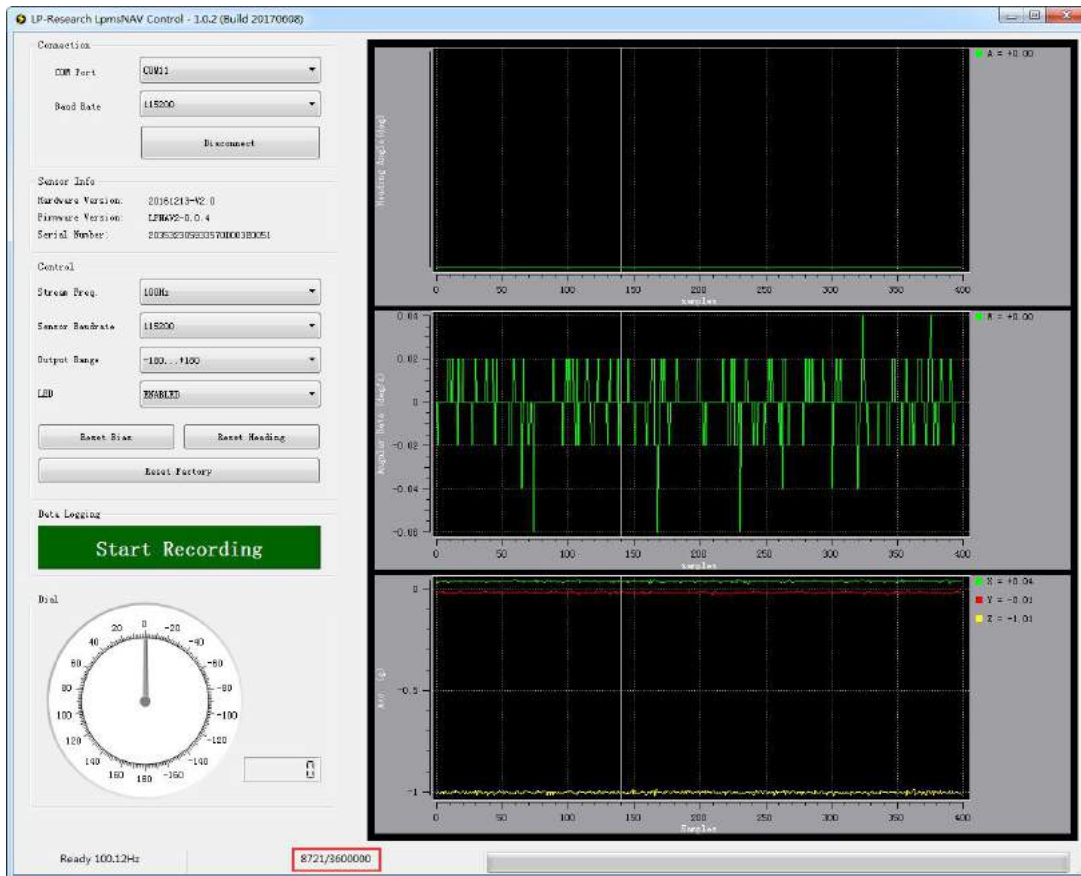 LP-Research LpmsNAV Control - 1.0.2 (Build 20170608)
Connection
COM Port
COM11
Baud Rate
115200
Disconnect
Sensor Info
Hardware Version:
20161213-V2.0
Firmware Version:
LPNAV2-0.0.4
Serial Number:
Control
Stream Freq.
100Hz
Sensor Baudrate
115200
Output Range
-180...+180
LED
ENABLED
Reset Bias
Reset Heading
Reset Factory
Data Logging
Start Recording
Dial
0
20
-20
40
-40
60
-60
80
-80
100
-100
120
-120
140
-140
160
-160
180
0
Heading Angle(deg)
A = +0.00
0 50 100 150 200 250 300 350 400
samples
Angular Rate (deg/s)
0.04
0.02
0
-0.02
-0.04
-0.06
W = +0.00
0 50 100 150 200 250 300 350 400
samples
Acc. (g)
0
-0.5
-1
X = +0.04
Y = -0.01
Z = -1.01
0 50 100 150 200 250 300 350 400
Samples
Ready 100.12Hz
8721/3600000